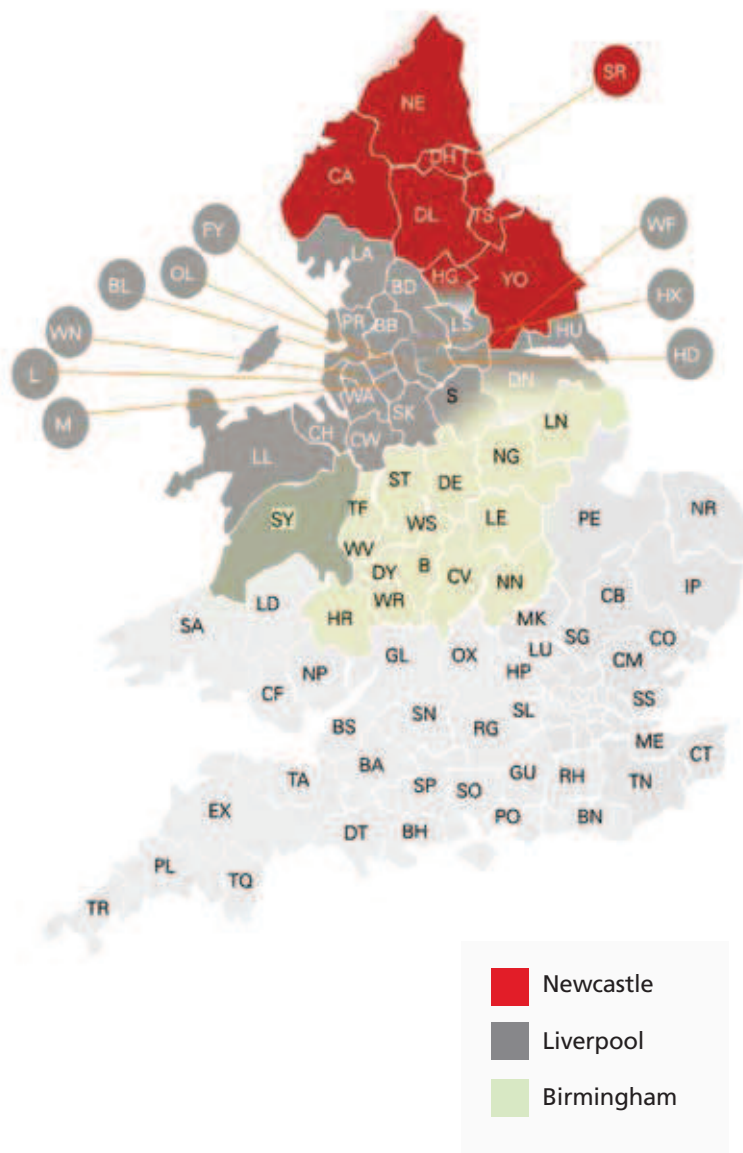 SR
NE
DH
CA
DL
TS
FY
WF
LA
HG
YO
OL
BL
BD
HX
PR
BB
LS
HU
WN
HD
L
WA
DN
M
SK
S
CH
CW
LN
LL
NG
ST
DE
SY
TF
WS
LE
PE
NR
WV
DY
B
CV
NN
WR
LD
HR
CB
IP
SA
MK
SG
CO
GL
OX
LU
CM
NP
HP
CF
SS
SN
SL
BS
RG
ME
CT
BA
TA
GU
RH
TN
SP
SO
EX
PO
BN
DT
BH
PL
TQ
TR
Newcastle
Liverpool
Birmingham